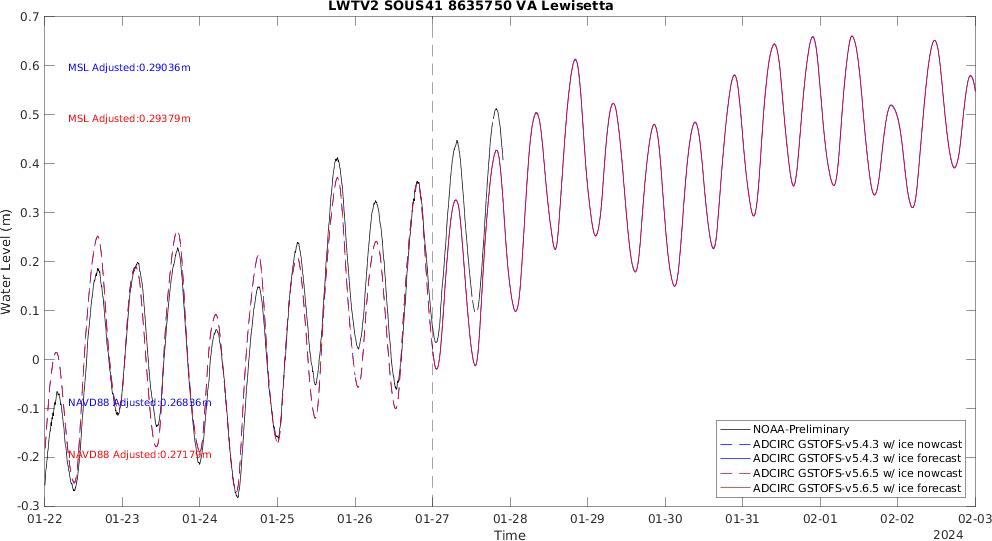 LWTV2 SOUS41 8635750 VA Lewisetta
0.7
0.6
0.5
0.4
0.3
0.2
0.1
0
-0.1
-0.2
-0.3
Water Level (m)
MSL Adjusted:0.29036m
MSL Adjusted:0.29379m
NAVD88 Adjusted:0.26836m
NAVD88 Adjusted:0.27179m
NOAA-Preliminary
ADCIRC GSTOFS-v5.4.3 w/ ice nowcast
ADCIRC GSTOFS-v5.4.3 w/ ice forecast
ADCIRC GSTOFS-v5.6.5 w/ ice nowcast
ADCIRC GSTOFS-v5.6.5 w/ ice forecast
01-22 01-23 01-24 01-25 01-26 01-27 01-28 01-29 01-30 01-31 02-01 02-02 02-03
Time
2024